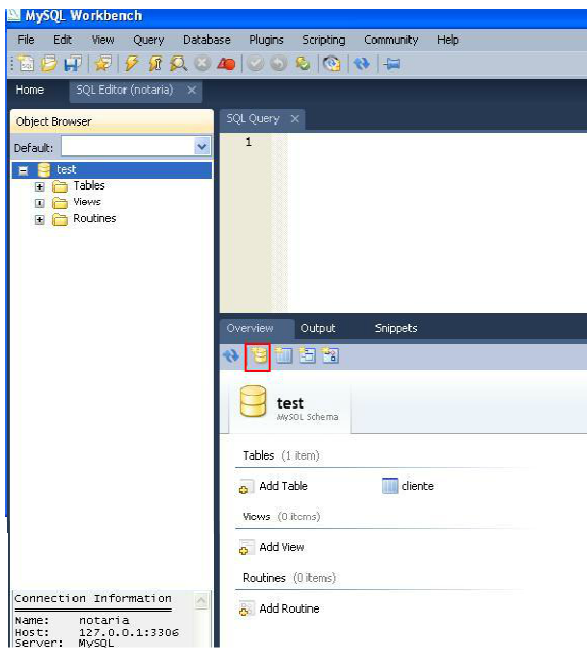 MySQL Workbench
File Edit View Query Database Plugins Scripting Community Help
Home SQL Editor (notaria)
Object Browser
Default:
test
Tables
Views
Routines
SQL Query
1
Overview Output Snippets
test
MySQL Schema
Tables (1 item)
Add Table cliente
Views (0 items)
Add View
Routines (0 items)
Add Routine
Connection Information
Name: notaria
Host: 127.0.0.1:3306
Server: MySQL